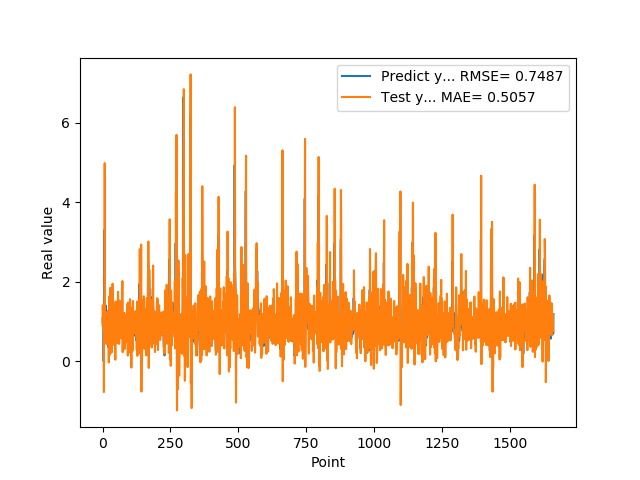 Predict y... RMSE= 0.7487
Test y... MAE= 0.5057
6
4
2
0
Real value
0 250 500 750 1000 1250 1500
Point